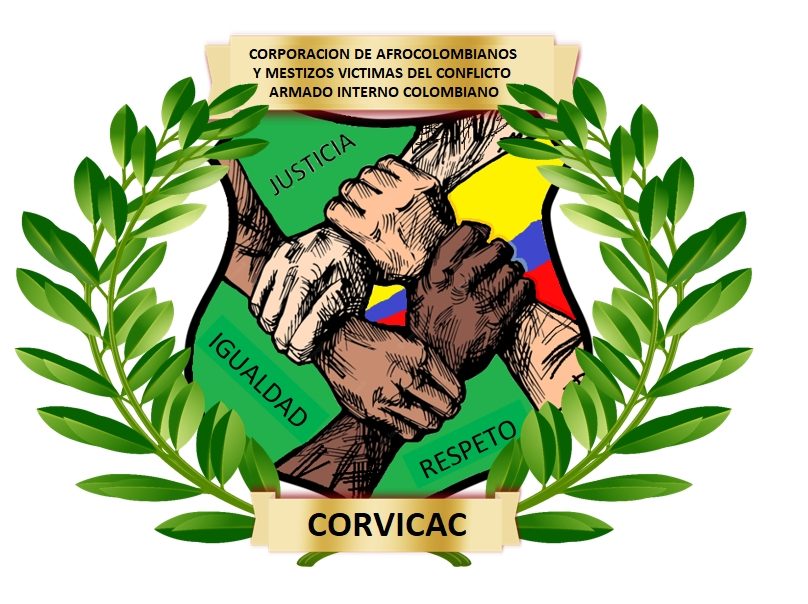 CORPORACION DE AFROCOLOMBIANOS
Y MESTIZOS VICTIMAS DEL CONFLICTO
ARMADO INTERNO COLOMBIANO
JUSTICIA
IGUALDAD
RESPETO
CORVICAC